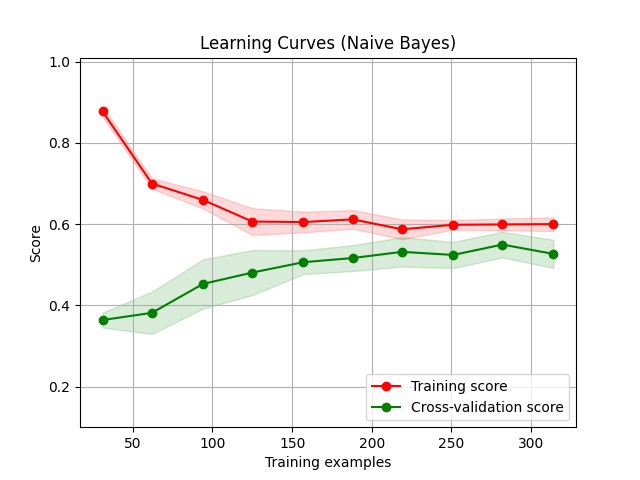 Learning Curves (Naive Bayes)
1.0
0.8
0.6
0.4
0.2
Score
50 100 150 200 250 300
Training examples
Training score
Cross-validation score